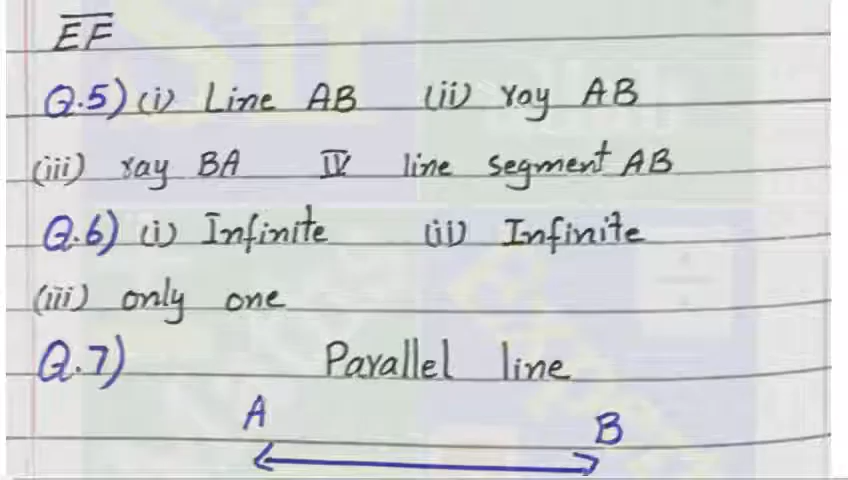 E̅F̅
Q.5) (i) Line AB (ii) ray AB
(iii) ray BA IV line segment AB
Q.6) (i) Infinite (ii) Infinite
(iii) only one
Q.7) Parallel line
A B